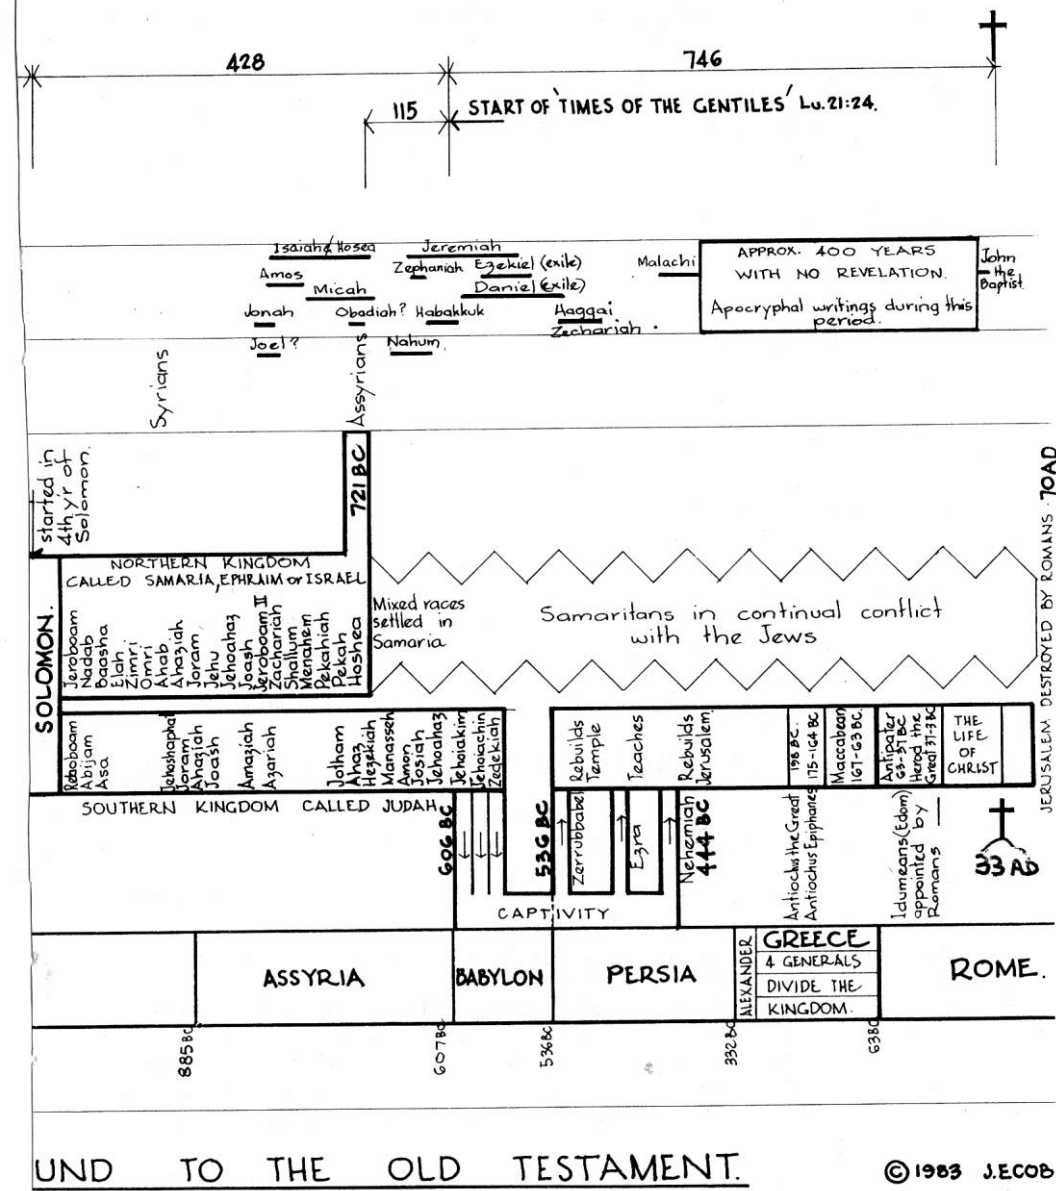 428
746
115
START OF 'TIMES OF THE GENTILES' Lu.21:24.
Isaiah & Hosea
Jeremiah
Amos
Zephaniah
Ezekiel (exile)
Micah
Daniel (exile)
Jonah
Obadiah?
Habakkuk
Haggai
Joel?
Nahum
Zechariah
Malachi
APPROX. 400 YEARS
WITH NO REVELATION.
Apocryphal writings during this
period.
John
the
Baptist
Syrians
Assyrians
started in
4th yr of
Solomon.
721 BC
NORTHERN KINGDOM
CALLED SAMARIA, EPHRAIM or ISRAEL
SOLOMON.
Jeroboam
Nadab
Baasha
Elah
Zimri
Omri
Ahab
Ahaziah
Joram
Jehu
Jehoahaz
Joash
Jeroboam II
Zachariah
Shallum
Menahem
Pekahiah
Pekah
Hoshea
Mixed races
settled in
Samaria
Samaritans in continual conflict
with the Jews
JERUSALEM DESTROYED BY ROMANS 70AD
Rehoboam
Abijam
Asa
Jehoshaphat
Joram
Ahaziah
Joash
Amaziah
Azariah
Jotham
Ahaz
Hezekiah
Manasseh
Amon
Josiah
Jehoahaz
Jehoiakim
Jehoiachin
Zedekiah
Rebuilds
Temple
Teaches
Rebuilds
Jerusalem
198 BC.
175-164 BC
Maccabean
167-63 BC.
Antipater
63-37 BC
Herod the
Great 37-
THE
LIFE
OF
CHRIST
SOUTHERN KINGDOM CALLED JUDAH
606 BC
536 BC
Zerrubbabel
Ezra
Nehemiah
444 BC
Antiochus the Great
Antiochus Epiphanes
Idumeans (Edom)
appointed by
Romans
33 AD
CAPTIVITY
ASSYRIA
BABYLON
PERSIA
ALEXANDER
GREECE
4 GENERALS
DIVIDE THE
KINGDOM.
ROME.
885 BC
607 BC
536 BC
332 BC
63 BC
UND TO THE OLD TESTAMENT.
© 1983 J.ECOB